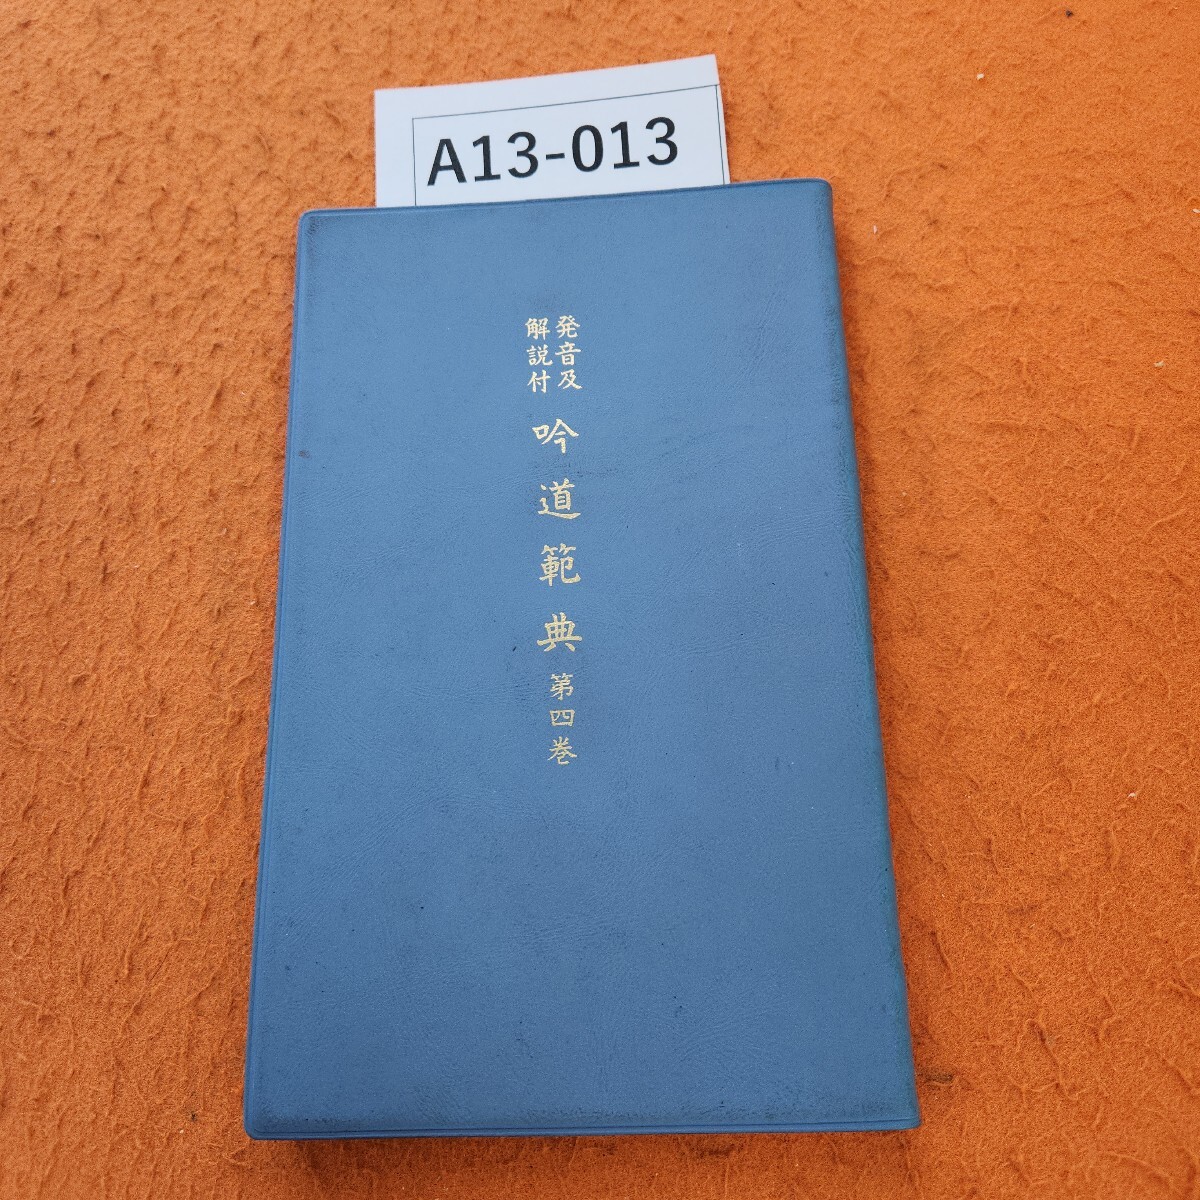 A13-013
発音及
解説付
吟道範典 第四巻